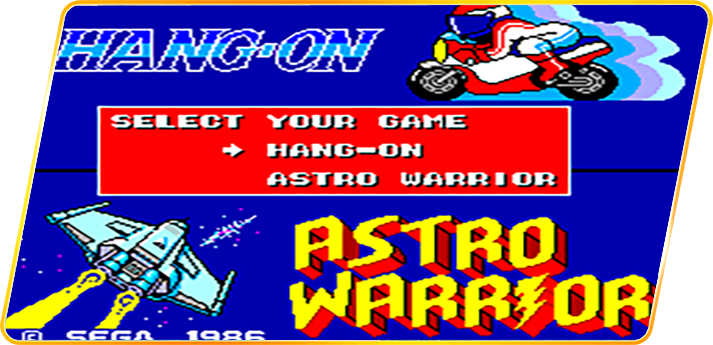 HANG-ON
SELECT YOUR GAME
→ HANG-ON
ASTRO WARRIOR
ASTRO
WARRIOR
© SEGA 1986